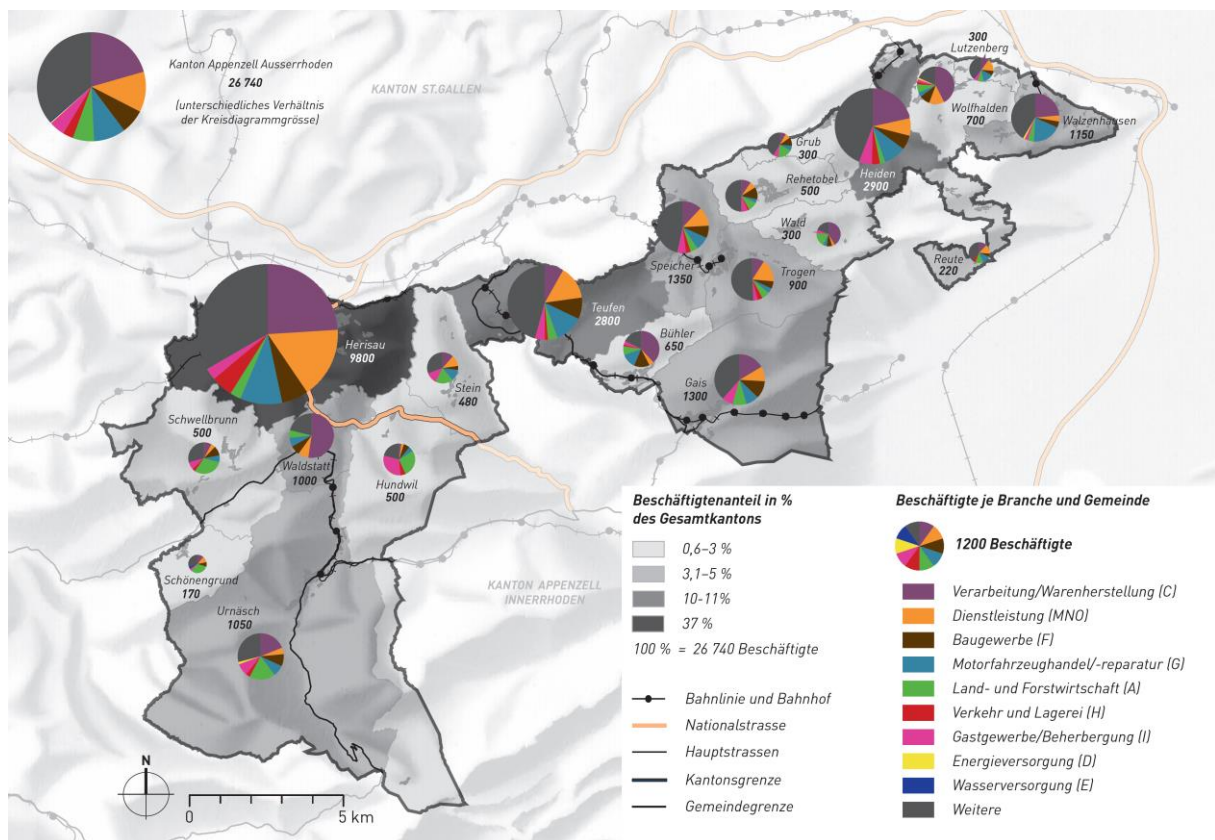 Kanton Appenzell Ausserrhoden
26 740
(unterschiedliches Verhältnis
der Kreisdiagrammgrösse)
KANTON ST.GALLEN
300
Lutzenberg
Wolfhalden
700
Walzenhausen
1150
Grub
300
Heiden
2900
Rehetobel
500
Wald
300
Reute
220
Speicher
1350
Trogen
900
Teufen
2800
Bühler
650
Gais
1300
Herisau
9800
Stein
480
Schwellbrunn
500
Waldstatt
1000
Hundwil
500
Schönengrund
170
Urnäsch
1050
KANTON APPENZELL
INNERRHODEN
N
0
5 km
Beschäftigtenanteil in %
des Gesamtkantons
0,6–3 %
3,1–5 %
10-11%
37 %
100 % = 26 740 Beschäftigte
Bahnlinie und Bahnhof
Nationalstrasse
Hauptstrassen
Kantonsgrenze
Gemeindegrenze
Beschäftigte je Branche und Gemeinde
1200 Beschäftigte
Verarbeitung/Warenherstellung (C)
Dienstleistung (MNO)
Baugewerbe (F)
Motorfahrzeughandel/-reparatur (G)
Land- und Forstwirtschaft (A)
Verkehr und Lagerei (H)
Gastgewerbe/Beherbergung (I)
Energieversorgung (D)
Wasserversorgung (E)
Weitere